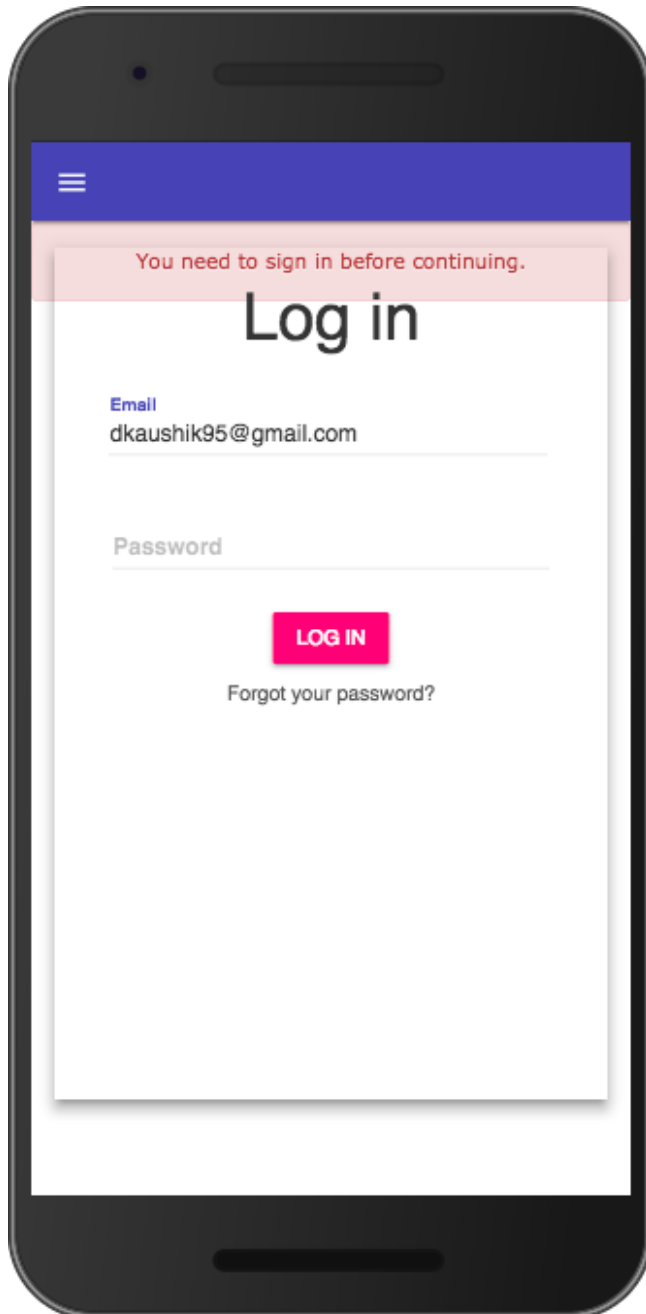 You need to sign in before continuing.
Log in
Email
dkaushik95@gmail.com
Password
LOG IN
Forgot your password?